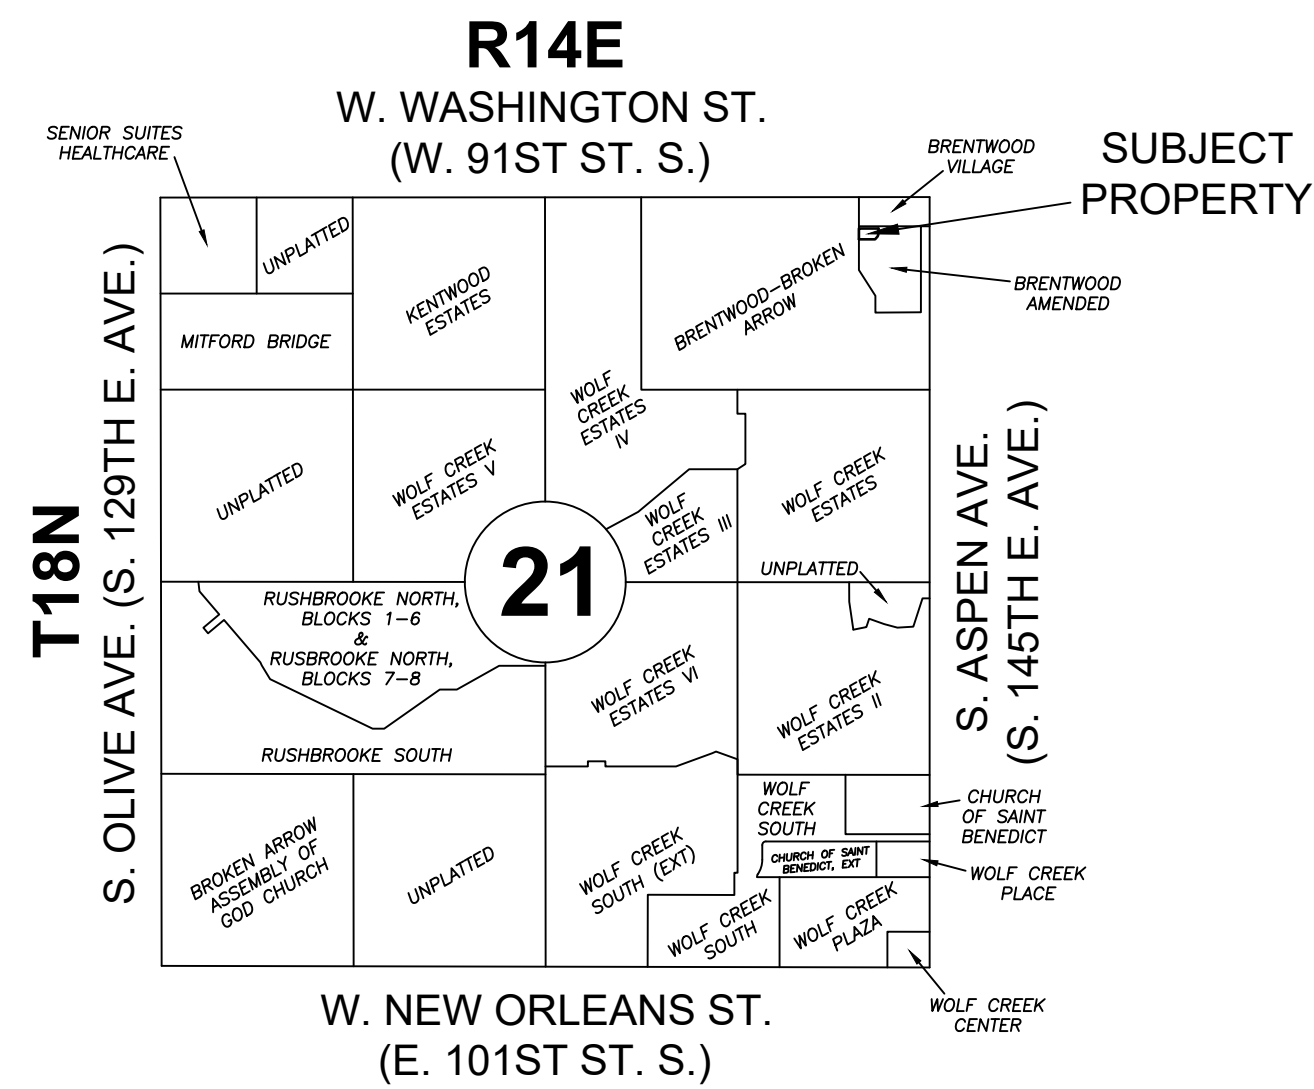 R14E
W. WASHINGTON ST.
(W. 91ST ST. S.)
SENIOR SUITES
HEALTHCARE
BRENTWOOD
VILLAGE
SUBJECT
PROPERTY
UNPLATTED
KENTWOOD
ESTATES
BRENTWOOD-BROKEN
ARROW
BRENTWOOD
AMENDED
MITFORD BRIDGE
T18N
S. OLIVE AVE. (S. 129TH E. AVE.)
WOLF
CREEK
ESTATES
IV
UNPLATTED
WOLF CREEK
ESTATES V
WOLF
CREEK
ESTATES III
WOLF CREEK
ESTATES
S. ASPEN AVE.
(S. 145TH E. AVE.)
21
UNPLATTED
RUSHBROOKE NORTH,
BLOCKS 1-6
&
RUSBROOKE NORTH,
BLOCKS 7-8
WOLF CREEK
ESTATES VI
WOLF CREEK
ESTATES II
RUSHBROOKE SOUTH
BROKEN ARROW
ASSEMBLY OF
GOD CHURCH
UNPLATTED
WOLF CREEK
SOUTH (EXT)
WOLF
CREEK
SOUTH
CHURCH
OF SAINT
BENEDICT
CHURCH OF SAINT
BENEDICT, EXT
WOLF CREEK
PLACE
WOLF CREEK
SOUTH
WOLF CREEK
PLAZA
WOLF CREEK
CENTER
W. NEW ORLEANS ST.
(E. 101ST ST. S.)